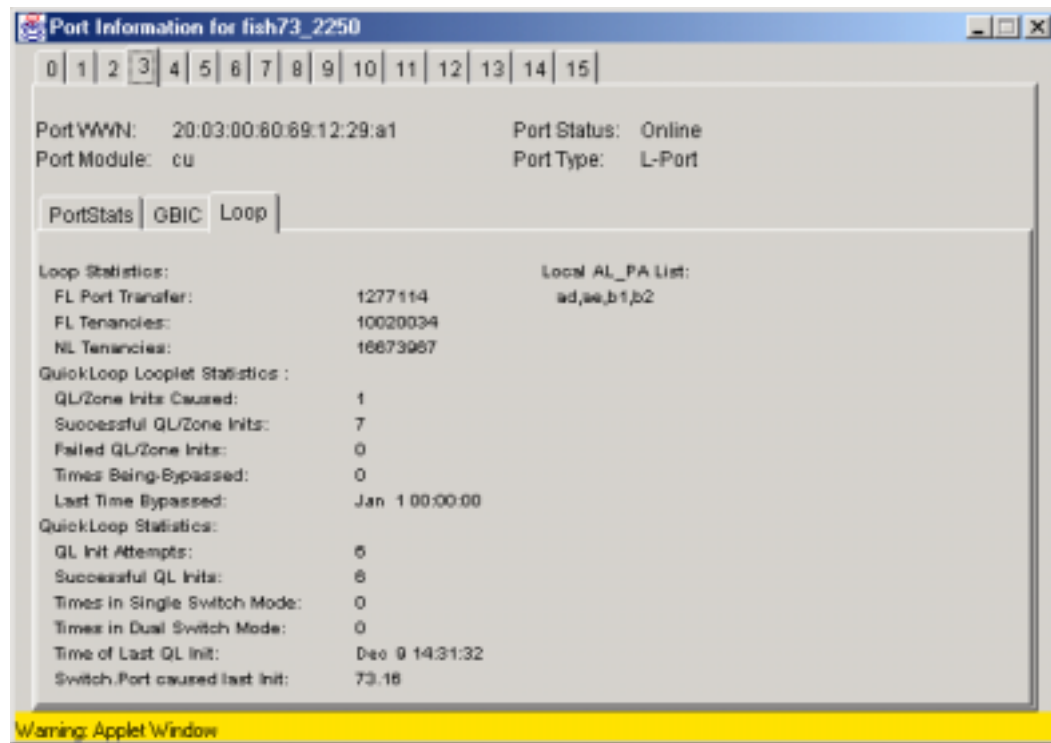 Port Information for fish73_2250
0 1 2 3 4 5 6 7 8 9 10 11 12 13 14 15
Port WWN: 20:03:00:60:69:12:29:a1 Port Status: Online
Port Module: cu Port Type: L-Port
PortStats GBIC Loop
Loop Statistics: Local AL_PA List:
FL Port Transfer: 1277114 ad,ae,b1,b2
FL Tenancies: 10020034
NL Tenancies: 16673967
QuickLoop Looplet Statistics :
QL/Zone Inits Caused: 1
Successful QL/Zone Inits: 7
Failed QL/Zone Inits: 0
Times Being-Bypassed: 0
Last Time Bypassed: Jan 1 00:00:00
QuickLoop Statistics:
QL Init Attempts: 6
Successful QL Inits: 6
Times in Single Switch Mode: 0
Times in Dual Switch Mode: 0
Time of Last QL Init: Dec 9 14:31:32
Switch.Port caused last Init: 73.16
Warning: Applet Window